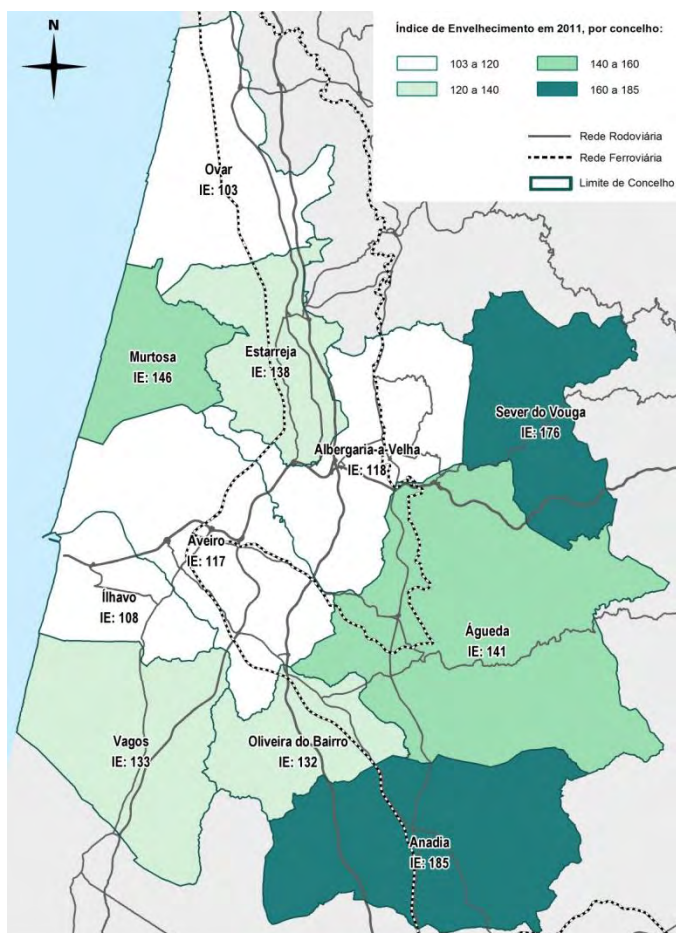 N
Índice de Envelhecimento em 2011, por concelho:
103 a 120
140 a 160
120 a 140
160 a 185
Rede Rodoviária
Rede Ferroviária
Limite de Concelho
Ovar
IE: 103
Murtosa
IE: 146
Estarreja
IE: 138
Sever do Vouga
IE: 176
Albergaria-a-Velha
IE: 118
Aveiro
IE: 117
Ílhavo
IE: 108
Águeda
IE: 141
Vagos
IE: 133
Oliveira do Bairro
IE: 132
Anadia
IE: 185